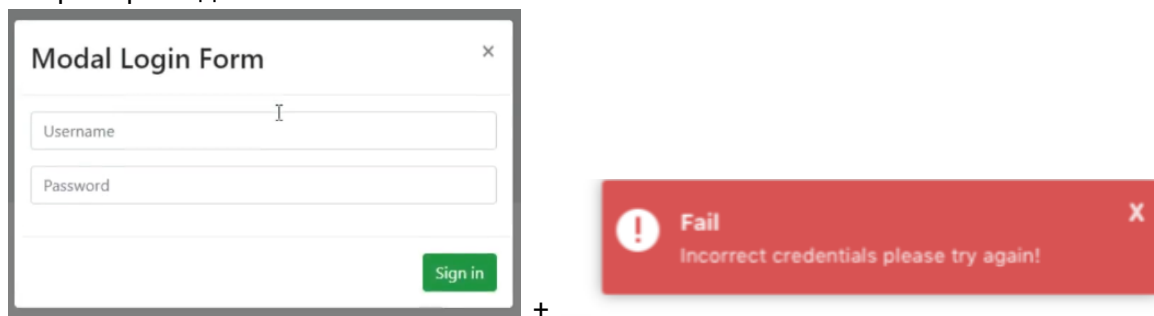 Modal Login Form ×
Username
Password
Sign in
+
Fail X
Incorrect credentials please try again!